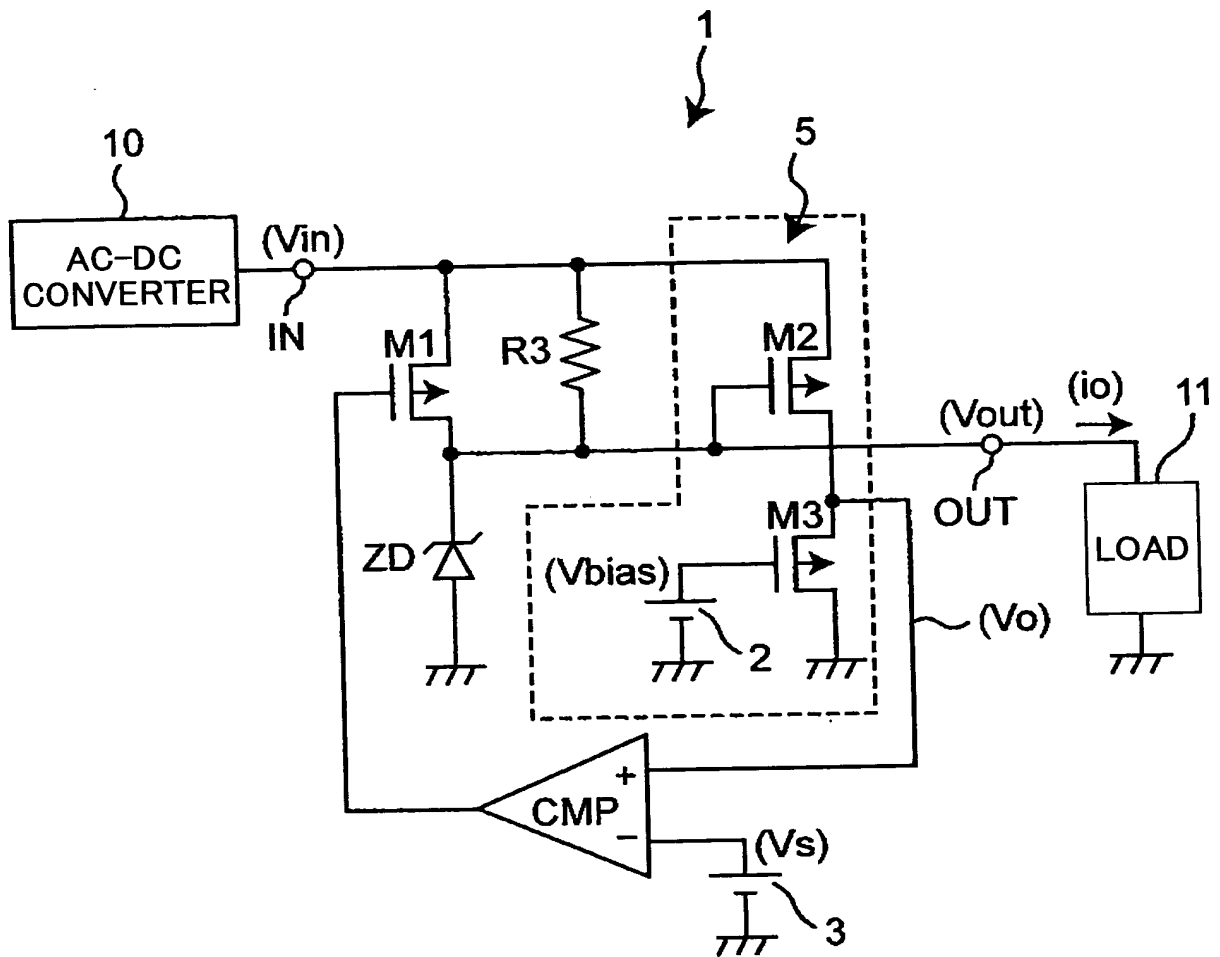 1
10
5
AC-DC
CONVERTER
(Vin)
IN
M1
R3
M2
(Vout)
(io)
11
OUT
LOAD
ZD
(Vbias)
M3
2
(Vo)
+
CMP
−
(Vs)
3